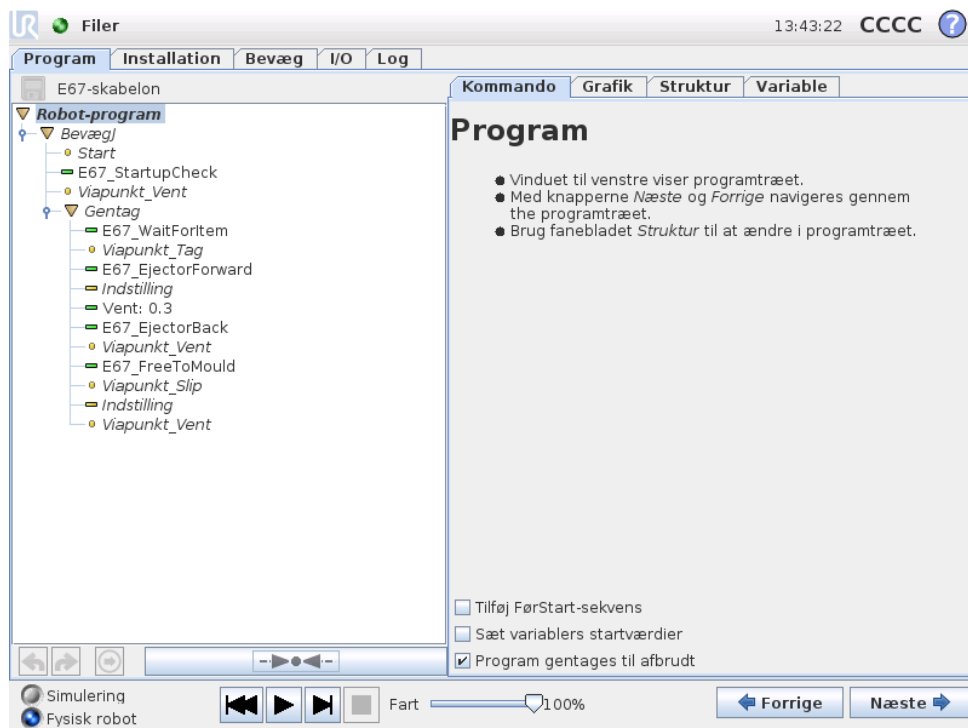 UR Filer 13:43:22 CCCC ?
Program Installation Bevæg I/O Log
E67-skabelon
Robot-program
BevægJ
Start
E67_StartupCheck
Viapunkt_Vent
Gentag
E67_WaitForItem
Viapunkt_Tag
E67_EjectorForward
Indstilling
Vent: 0.3
E67_EjectorBack
Viapunkt_Vent
E67_FreeToMould
Viapunkt_Slip
Indstilling
Viapunkt_Vent
Kommando Grafik Struktur Variable
Program
Vinduet til venstre viser programtræet.
Med knapperne Næste og Forrige navigeres gennem
the programtræet.
Brug fanebladet Struktur til at ændre i programtræet.
Tilføj FørStart-sekvens
Sæt variablers startværdier
Program gentages til afbrudt
Simulering
Fysisk robot
Fart 100%
Forrige Næste